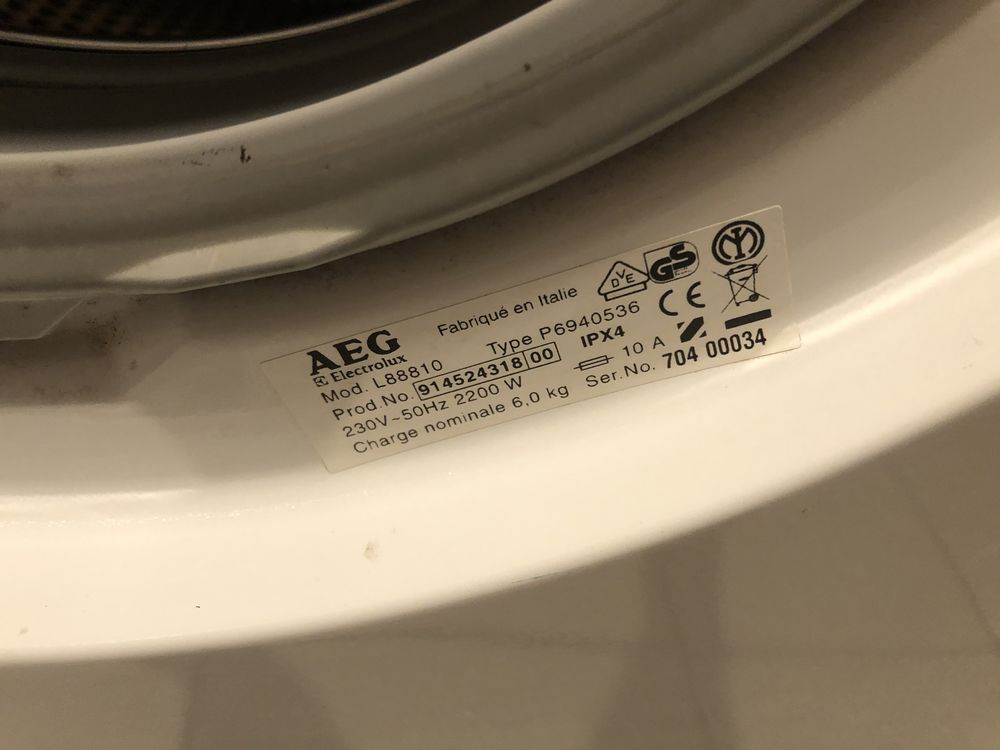 AEG
Electrolux
Fabriqué en Italie
DVE
GS
Mod. L88810
Type P6940536
Prod.No. 914524318 00
IPX4
230V~50Hz 2200 W
10 A
Charge nominale 6,0 kg
Ser.No. 704 00034
CE